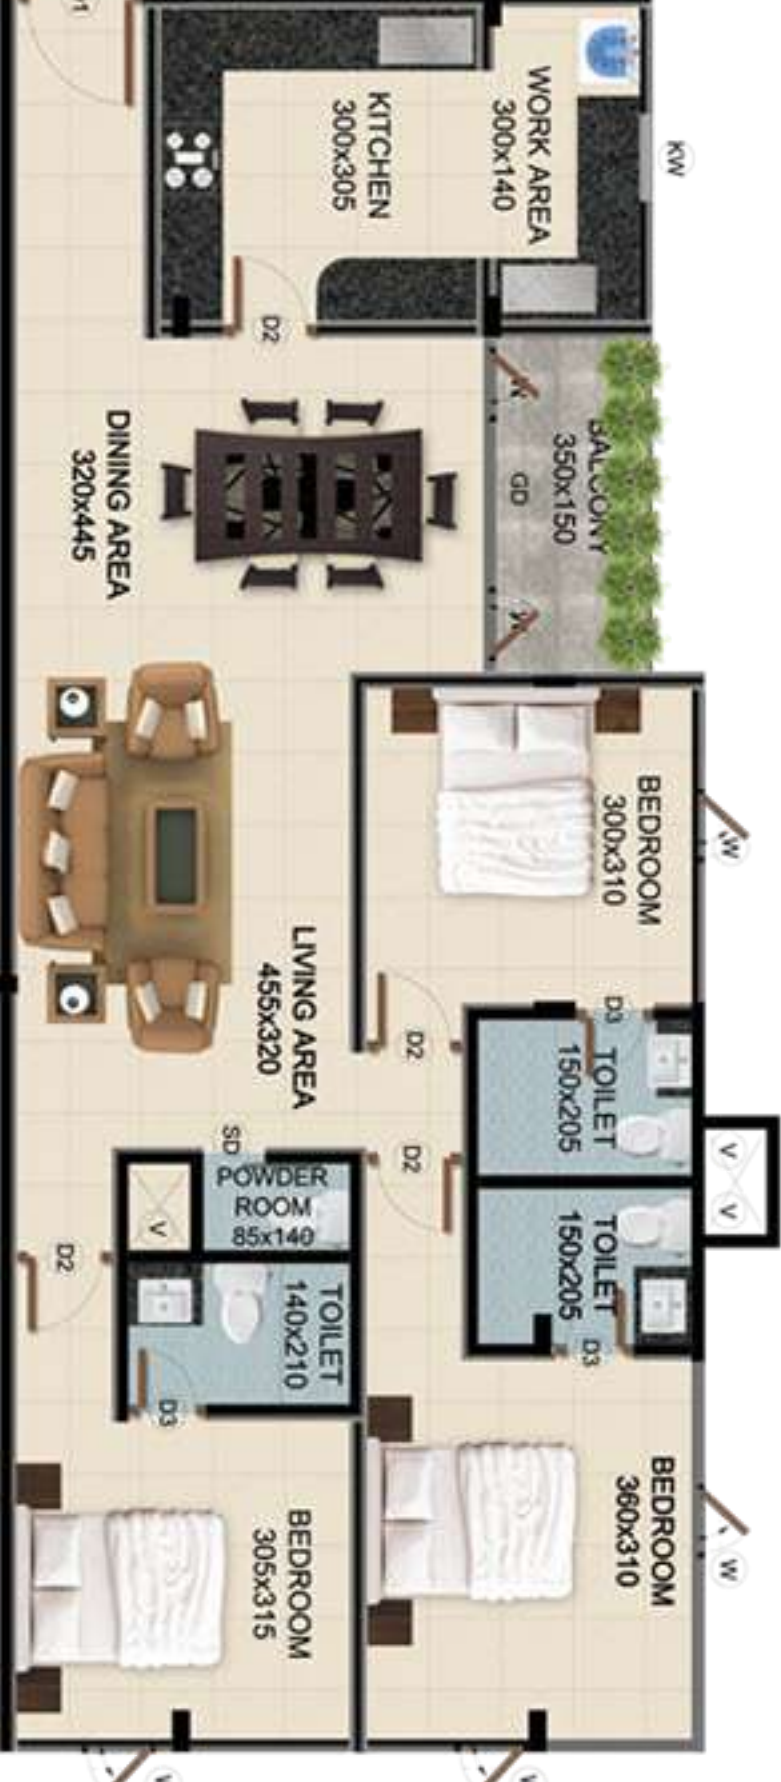 D1
KITCHEN
300x305
WORK AREA
300x140
KW
D2
DINING AREA
320x445
BALCONY
350x150
W
GD
W
BEDROOM
300x310
W
LIVING AREA
455x320
D2
D3
TOILET
150x205
V
V
SD
POWDER
ROOM
85x140
V
D2
TOILET
150x205
D3
D2
TOILET
140x210
D3
BEDROOM
360x310
W
BEDROOM
305x315
W
W